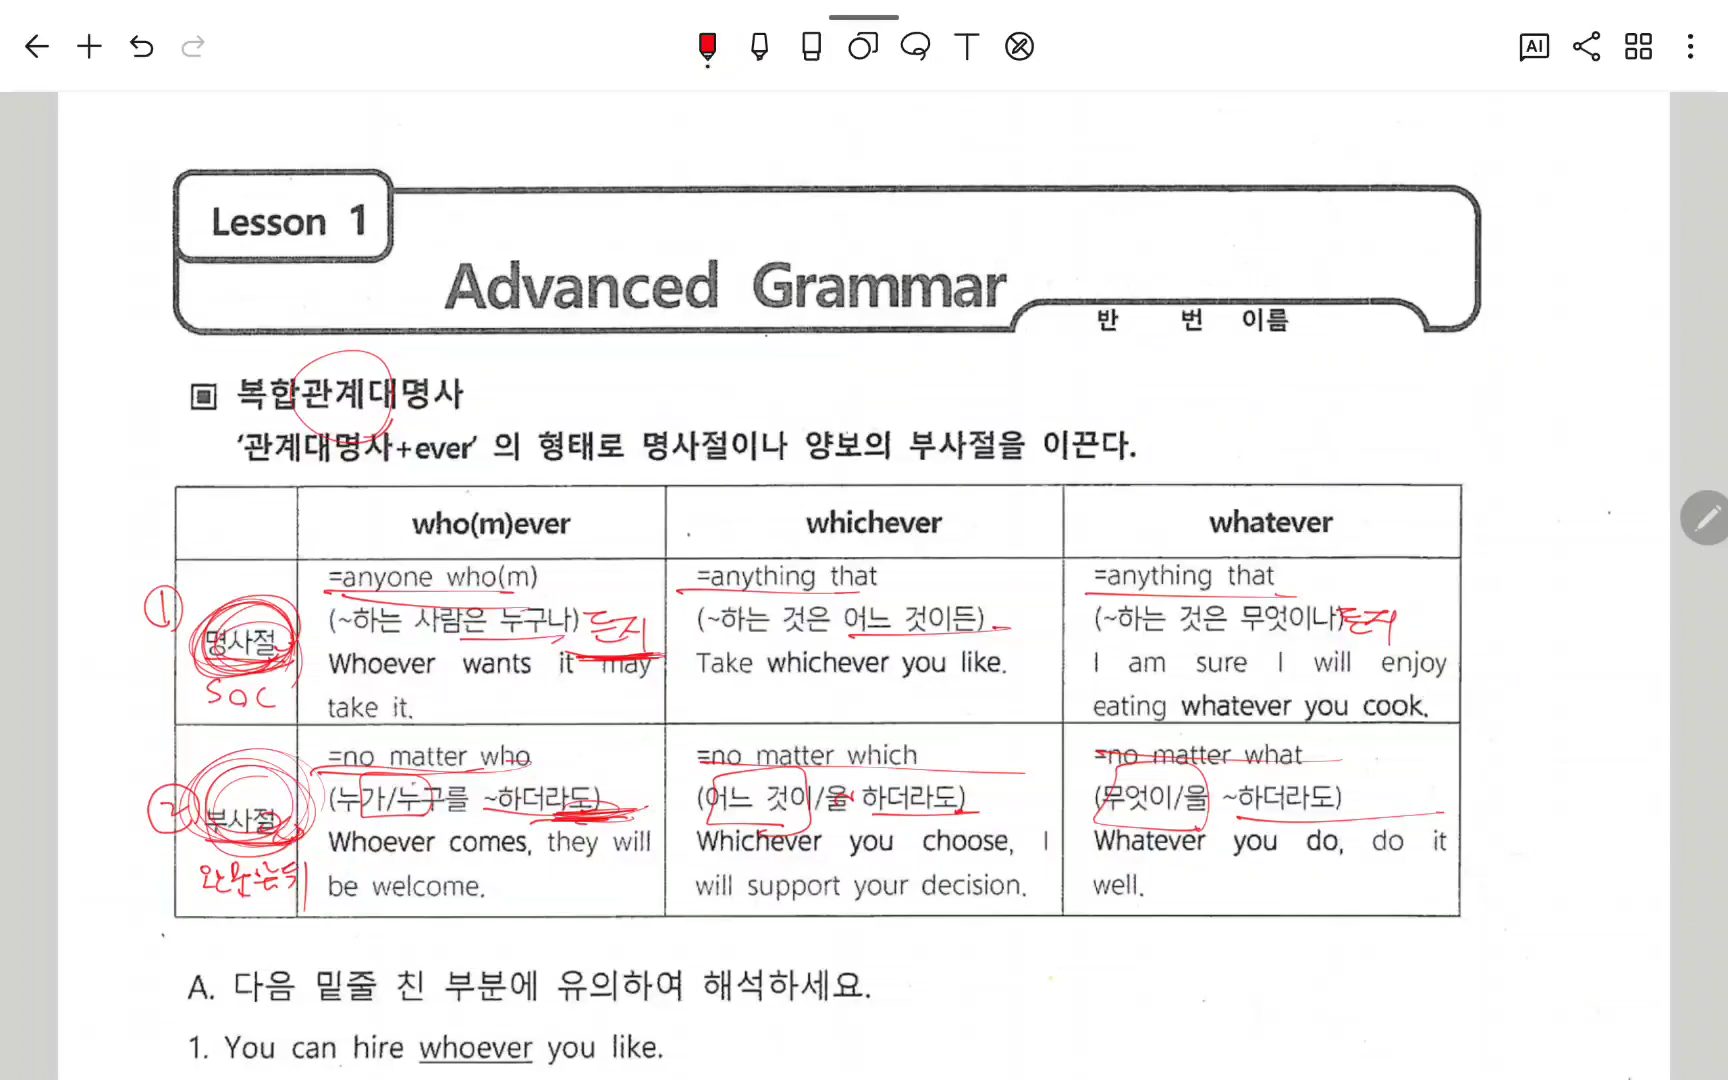 AI
Lesson 1
Advanced Grammar
반 번 이름
복합관계대명사
'관계대명사+ever' 의 형태로 명사절이나 양보의 부사절을 이끈다.
who(m)ever whichever whatever
① 명사절
SOC
=anyone who(m)
(~하는 사람은 누구나) 든지
Whoever wants it may
take it.
=anything that
(~하는 것은 어느 것이든)
Take whichever you like.
=anything that
(~하는 것은 무엇이나) 든지
I am sure I will enjoy
eating whatever you cook.
② 부사절
=no matter who
(누가/누구를 ~하더라도)
Whoever comes, they will
be welcome.
=no matter which
(어느 것이/을 하더라도)
Whichever you choose, I
will support your decision.
=no matter what
(무엇이/을 ~하더라도)
Whatever you do, do it
well.
A. 다음 밑줄 친 부분에 유의하여 해석하세요.
1. You can hire whoever you like.